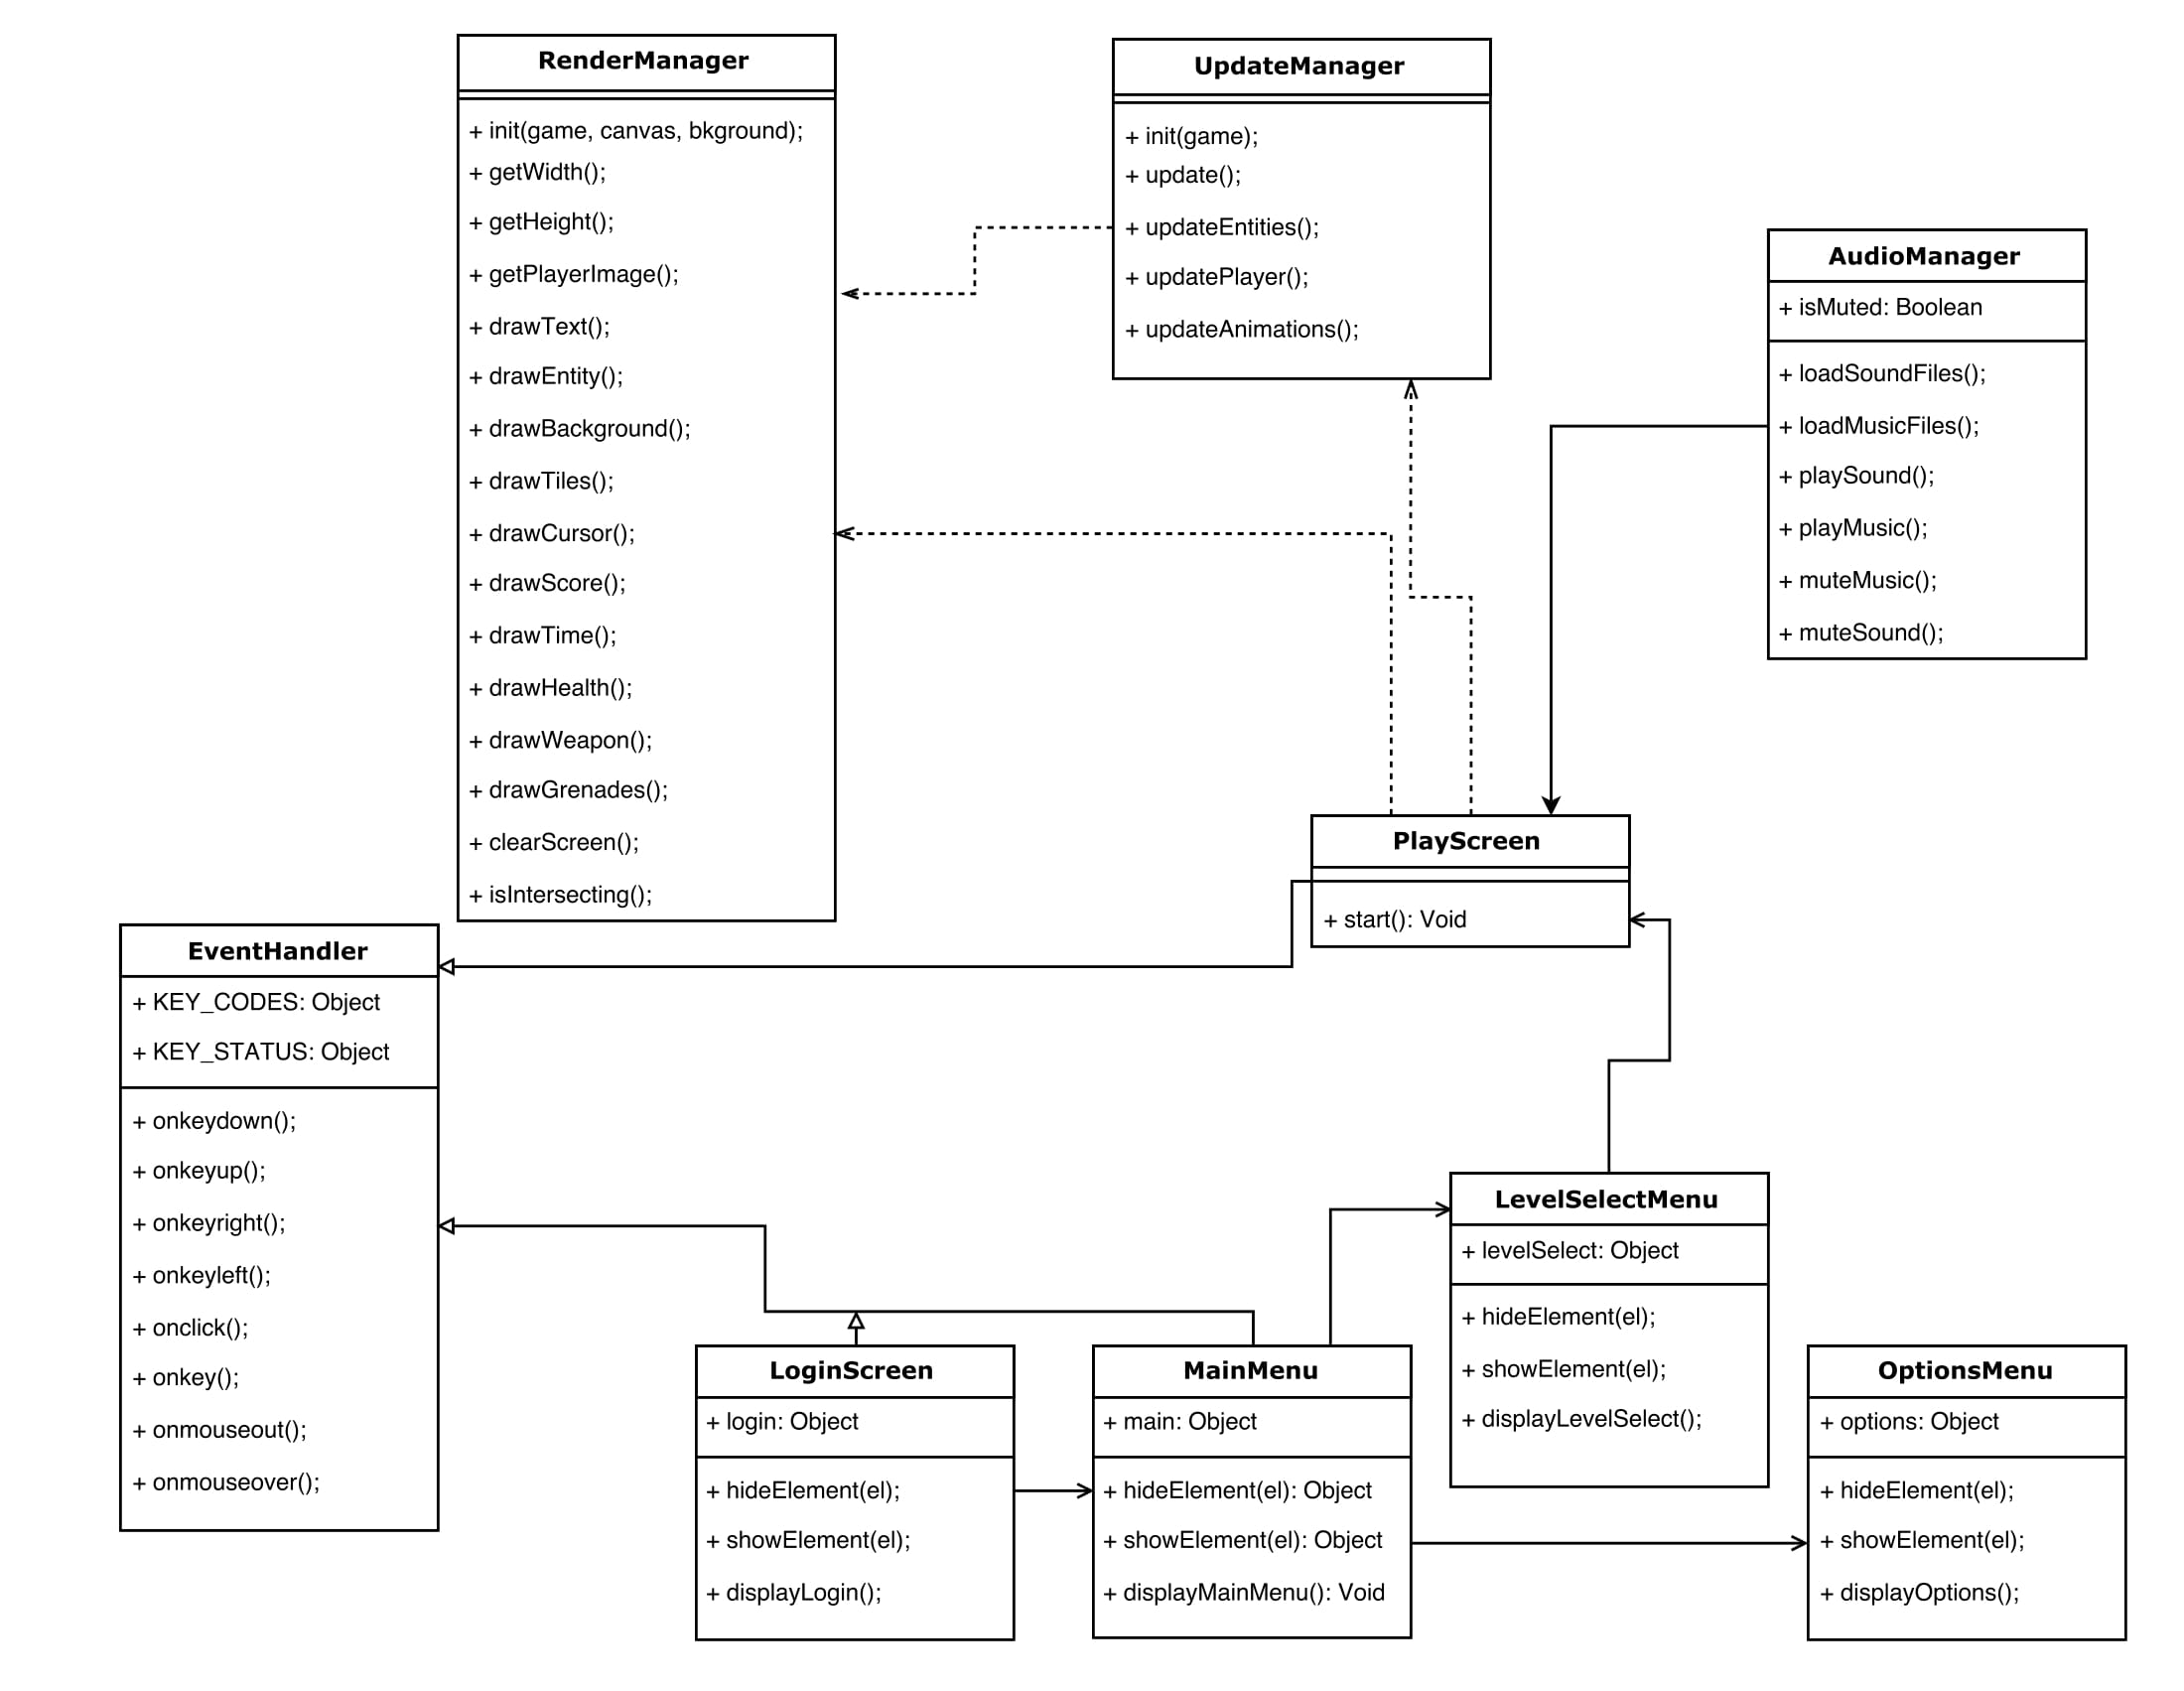 RenderManager
+ init(game, canvas, bkground);
+ getWidth();
+ getHeight();
+ getPlayerImage();
+ drawText();
+ drawEntity();
+ drawBackground();
+ drawTiles();
+ drawCursor();
+ drawScore();
+ drawTime();
+ drawHealth();
+ drawWeapon();
+ drawGrenades();
+ clearScreen();
+ isIntersecting();
UpdateManager
+ init(game);
+ update();
+ updateEntities();
+ updatePlayer();
+ updateAnimations();
AudioManager
+ isMuted: Boolean
+ loadSoundFiles();
+ loadMusicFiles();
+ playSound();
+ playMusic();
+ muteMusic();
+ muteSound();
PlayScreen
+ start(): Void
EventHandler
+ KEY_CODES: Object
+ KEY_STATUS: Object
+ onkeydown();
+ onkeyup();
+ onkeyright();
+ onkeyleft();
+ onclick();
+ onkey();
+ onmouseout();
+ onmouseover();
LevelSelectMenu
+ levelSelect: Object
+ hideElement(el);
+ showElement(el);
+ displayLevelSelect();
LoginScreen
+ login: Object
+ hideElement(el);
+ showElement(el);
+ displayLogin();
MainMenu
+ main: Object
+ hideElement(el): Object
+ showElement(el): Object
+ displayMainMenu(): Void
OptionsMenu
+ options: Object
+ hideElement(el);
+ showElement(el);
+ displayOptions();